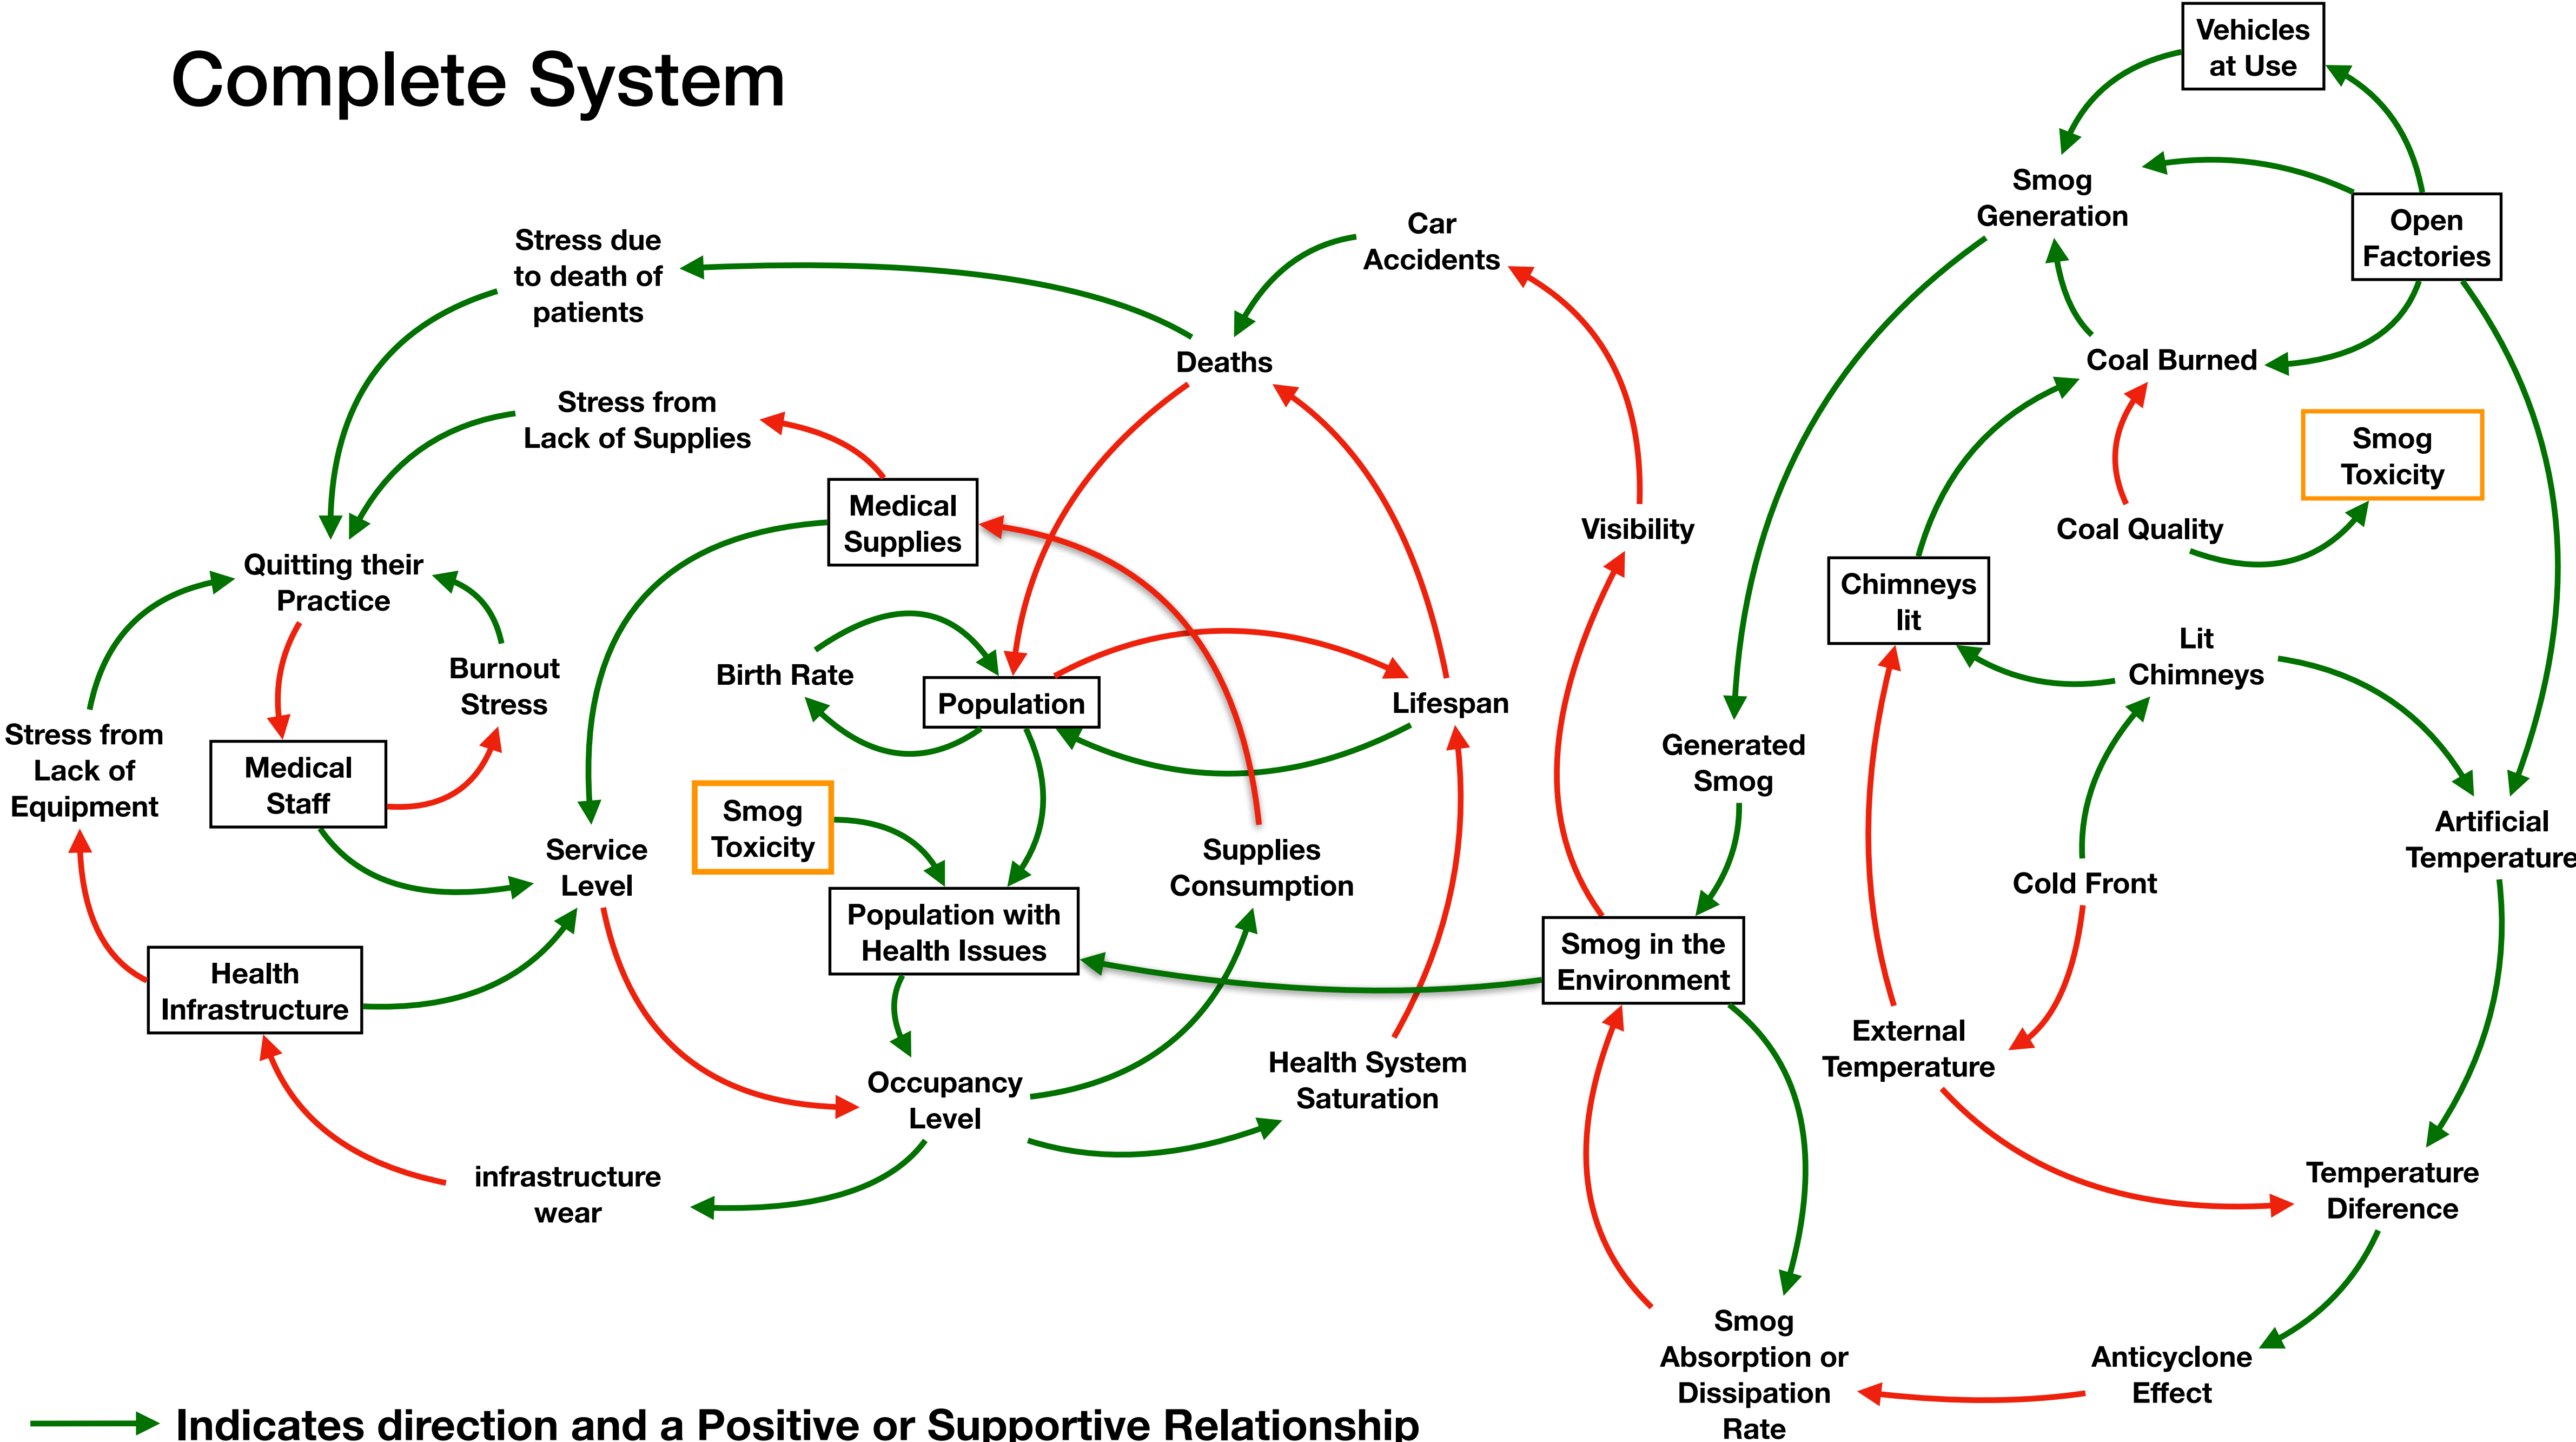 Complete System
Vehicles
at Use
Smog
Generation
Open
Factories
Car
Accidents
Stress due
to death of
patients
Deaths
Coal Burned
Stress from
Lack of Supplies
Smog
Toxicity
Medical
Supplies
Visibility
Coal Quality
Quitting their
Practice
Chimneys
lit
Lit
Chimneys
Burnout
Stress
Birth Rate
Population
Lifespan
Stress from
Lack of
Equipment
Medical
Staff
Generated
Smog
Smog
Toxicity
Service
Level
Supplies
Consumption
Artificial
Temperature
Cold Front
Population with
Health Issues
Smog in the
Environment
Health
Infrastructure
External
Temperature
Occupancy
Level
Health System
Saturation
infrastructure
wear
Temperature
Diference
Smog
Absorption or
Dissipation
Rate
Anticyclone
Effect
Indicates direction and a Positive or Supportive Relationship